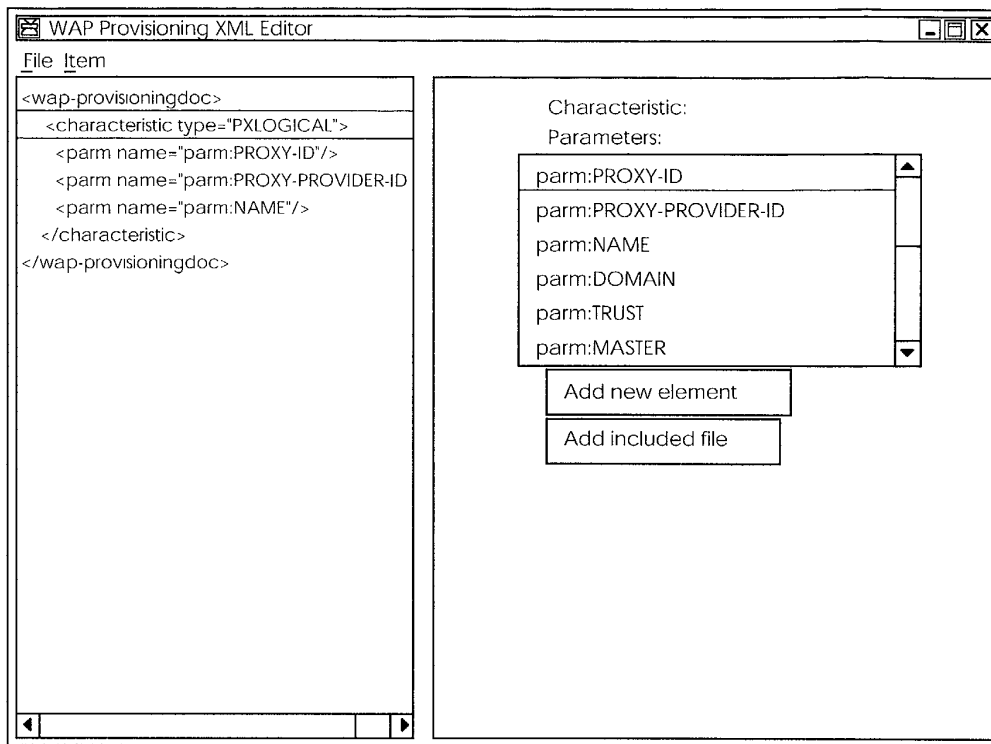 WAP Provisioning XML Editor
File Item
<wap-provisioningdoc>
<characteristic type="PXLOGICAL">
<parm name="parm:PROXY-ID"/>
<parm name="parm:PROXY-PROVIDER-ID
<parm name="parm:NAME"/>
</characteristic>
</wap-provisioningdoc>
Characteristic:
Parameters:
parm:PROXY-ID
parm:PROXY-PROVIDER-ID
parm:NAME
parm:DOMAIN
parm:TRUST
parm:MASTER
Add new element
Add included file